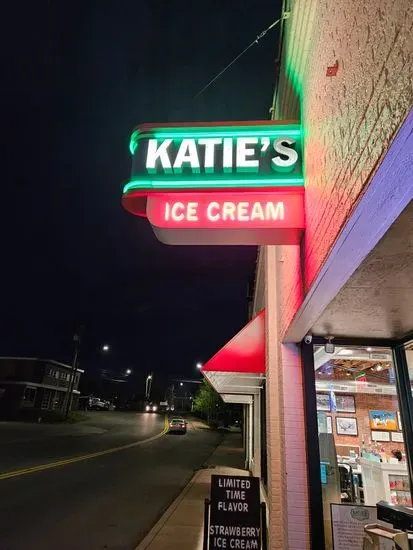 KATIE'S
ICE CREAM
LIMITED
TIME
FLAVOR
STRAWBERRY
ICE CREAM